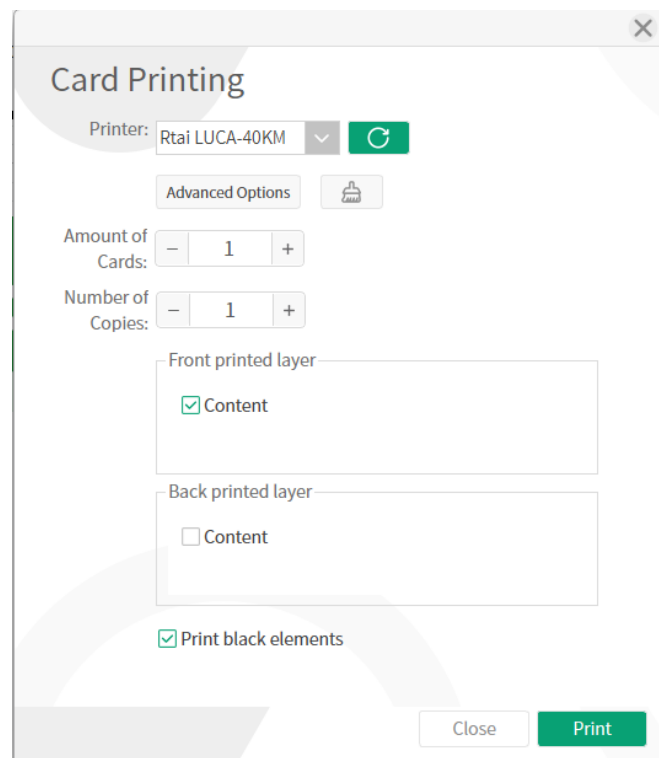 Card Printing
Printer: Rtai LUCA-40KM
Advanced Options
Amount of
Cards:
− 1 +
Number of
Copies:
− 1 +
Front printed layer
Content
Back printed layer
Content
Print black elements
Close Print